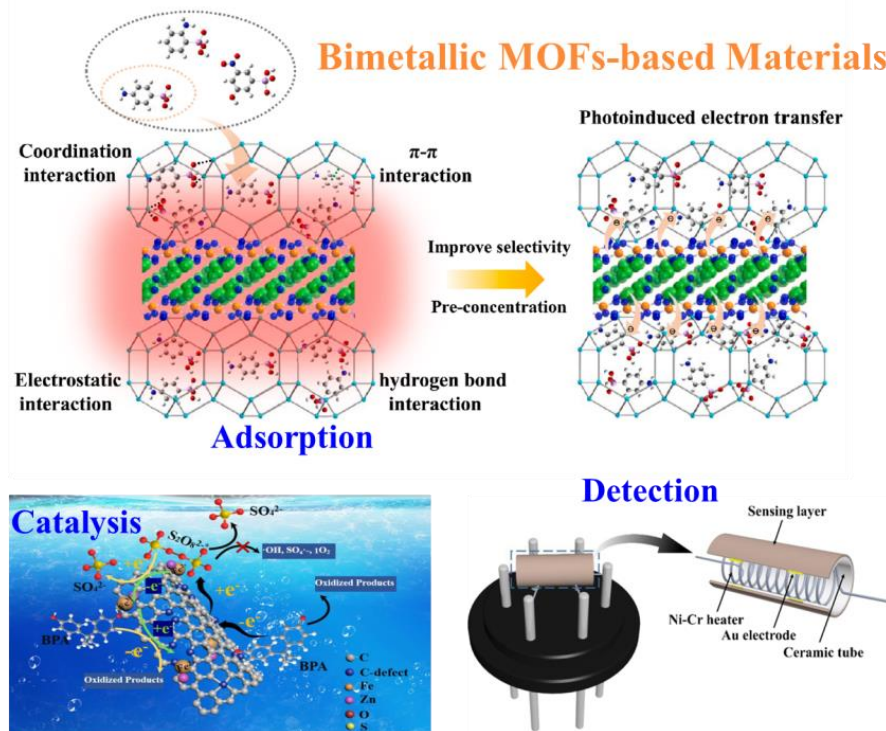 Bimetallic MOFs-based Materials
Coordination
interaction
π-π
interaction
Photoinduced electron transfer
Improve selectivity
Pre-concentration
Electrostatic
interaction
hydrogen bond
interaction
Adsorption
Catalysis
SO₄²⁻
S₂O₈²⁻
·OH, SO₄·-, 1O2
SO₄²⁻
+e⁻
-e⁻
+e⁻
Oxidized Products
+e
-e⁻
BPA
-e⁻
BPA
Fe
Oxidized Products
C
C-defect
Fe
Zn
O
S
Detection
Sensing layer
Ni-Cr heater
Au electrode
Ceramic tube